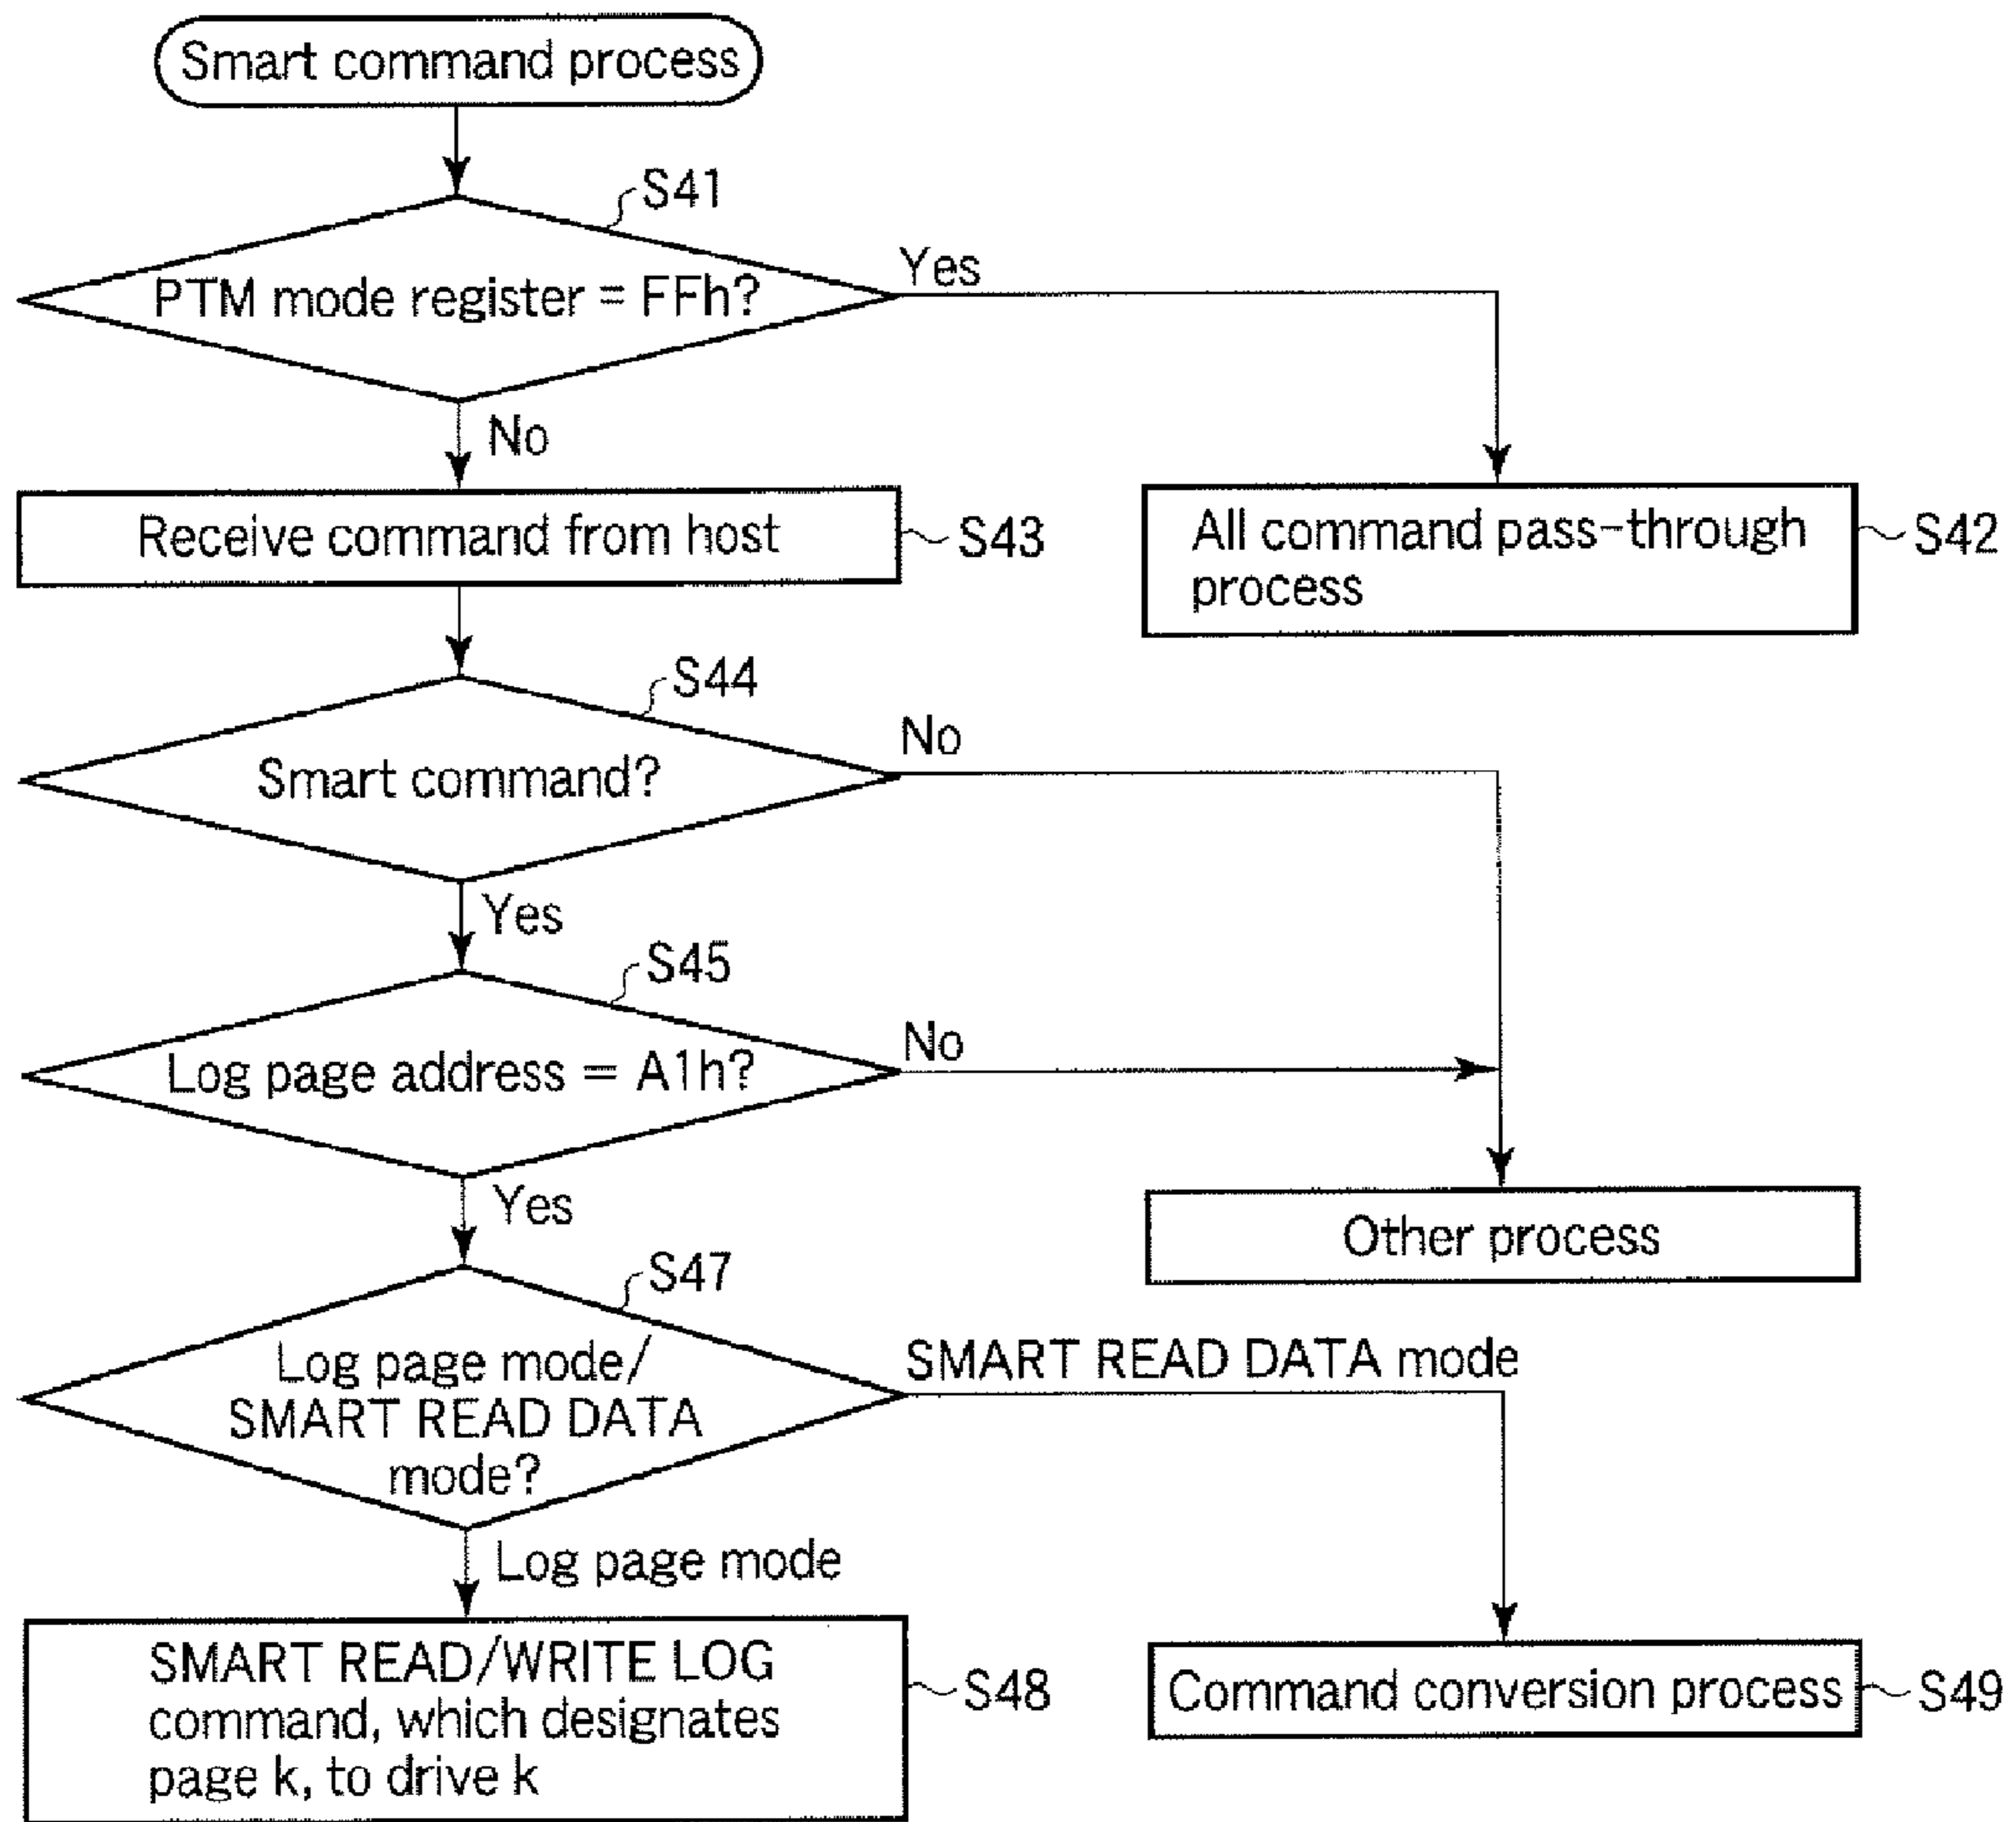 Smart command process
S41
PTM mode register = FFh?
Yes
No
Receive command from host
S43
All command pass-through
process
S42
S44
Smart command?
No
Yes
S45
Log page address = A1h?
No
Yes
Other process
S47
Log page mode/
SMART READ DATA
mode?
SMART READ DATA mode
Log page mode
SMART READ/WRITE LOG
command, which designates
page k, to drive k
S48
Command conversion process
S49